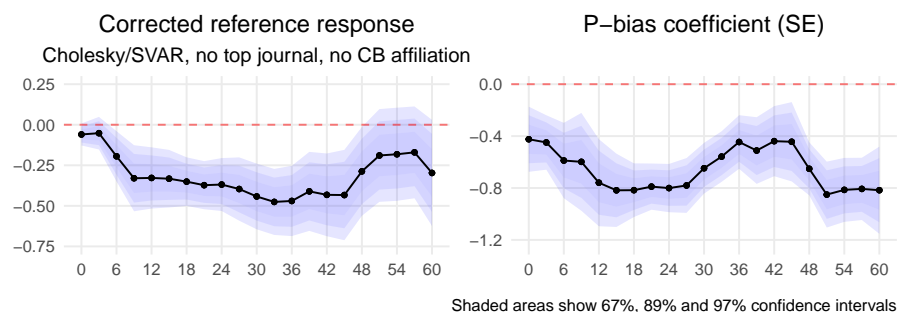 Corrected reference response
Cholesky/SVAR, no top journal, no CB affiliation
0.25
0.00
−0.25
−0.50
−0.75
0 6 12 18 24 30 36 42 48 54 60
P−bias coefficient (SE)
0.0
−0.4
−0.8
−1.2
0 6 12 18 24 30 36 42 48 54 60
Shaded areas show 67%, 89% and 97% confidence intervals